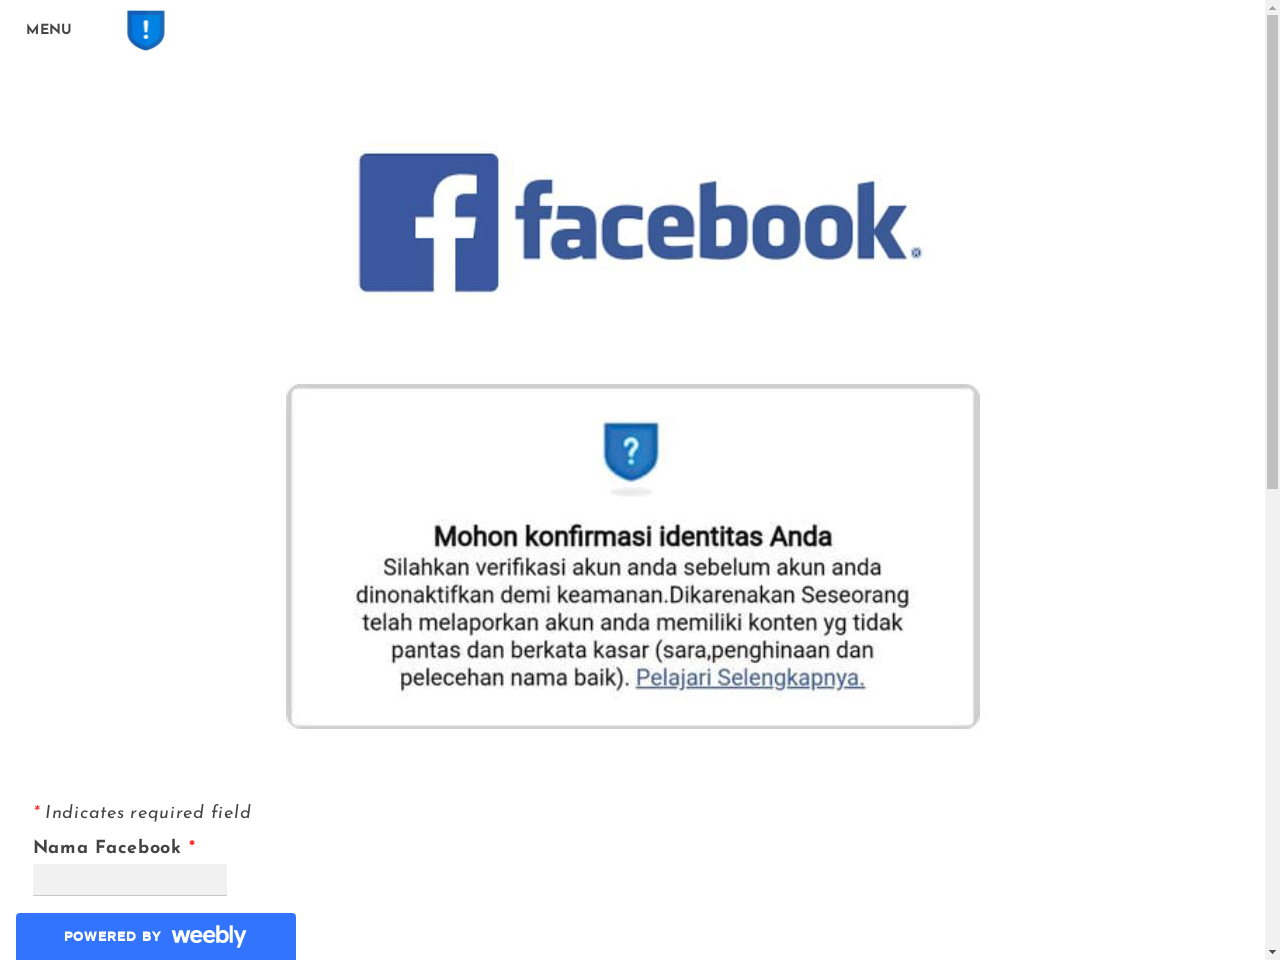 MENU
facebook
Mohon konfirmasi identitas Anda
Silahkan verifikasi akun anda sebelum akun anda
dinonaktifkan demi keamanan.Dikarenakan Seseorang
telah melaporkan akun anda memiliki konten yg tidak
pantas dan berkata kasar (sara,penghinaan dan
pelecehan nama baik). Pelajari Selengkapnya.
* Indicates required field
Nama Facebook *
POWERED BY weebly